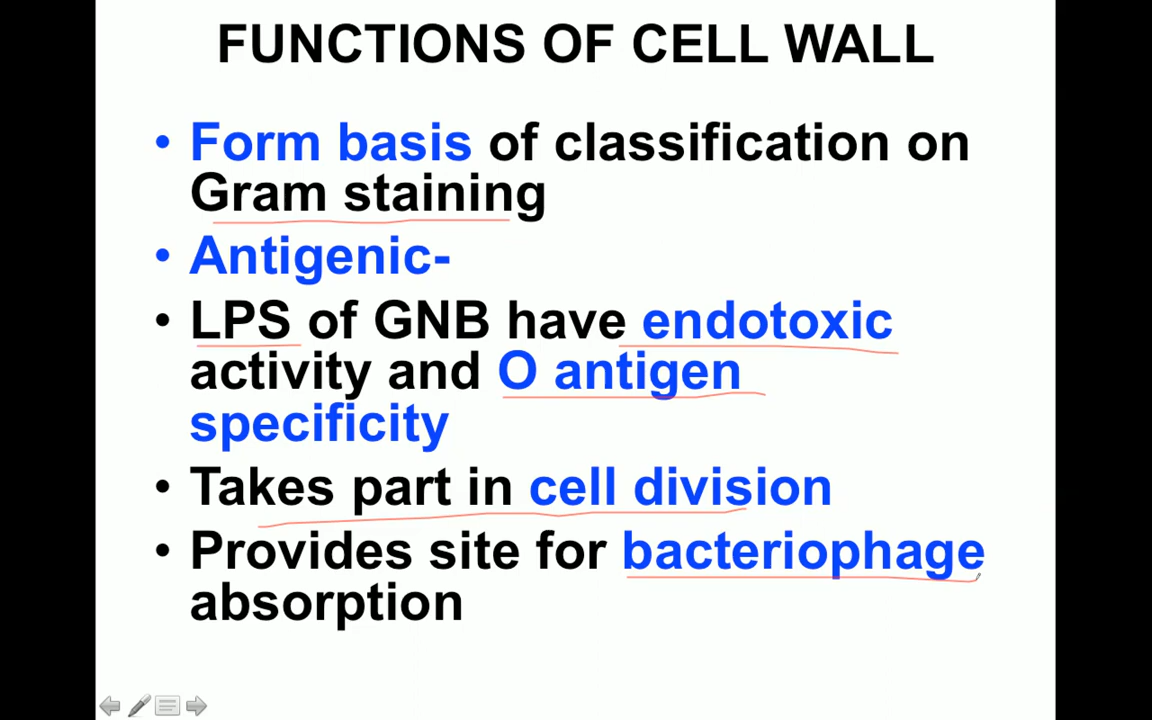 FUNCTIONS OF CELL WALL
• Form basis of classification on
Gram staining
• Antigenic-
• LPS of GNB have endotoxic
activity and O antigen
specificity
• Takes part in cell division
• Provides site for bacteriophage
absorption